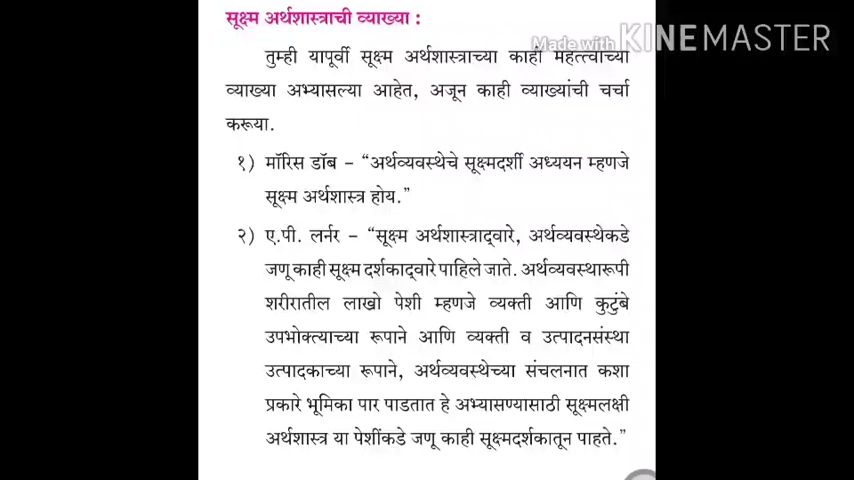 सूक्ष्म अर्थशास्त्राची व्याख्या :
Made with KINEMASTER
तुम्ही यापूर्वी सूक्ष्म अर्थशास्त्राच्या काही महत्त्वाच्या
व्याख्या अभ्यासल्या आहेत, अजून काही व्याख्यांची चर्चा
करूया.
१) मॉरिस डॉब – “अर्थव्यवस्थेचे सूक्ष्मदर्शी अध्ययन म्हणजे
सूक्ष्म अर्थशास्त्र होय.”
२) ए.पी. लर्नर – “सूक्ष्म अर्थशास्त्राद्‌वारे, अर्थव्यवस्थेकडे
जणू काही सूक्ष्म दर्शकाद्‌वारे पाहिले जाते. अर्थव्यवस्थारूपी
शरीरातील लाखो पेशी म्हणजे व्यक्ती आणि कुटुंबे
उपभोक्त्याच्या रूपाने आणि व्यक्ती व उत्पादनसंस्था
उत्पादकाच्या रूपाने, अर्थव्यवस्थेच्या संचलनात कशा
प्रकारे भूमिका पार पाडतात हे अभ्यासण्यासाठी सूक्ष्मलक्षी
अर्थशास्त्र या पेशींकडे जणू काही सूक्ष्मदर्शकातून पाहते.”